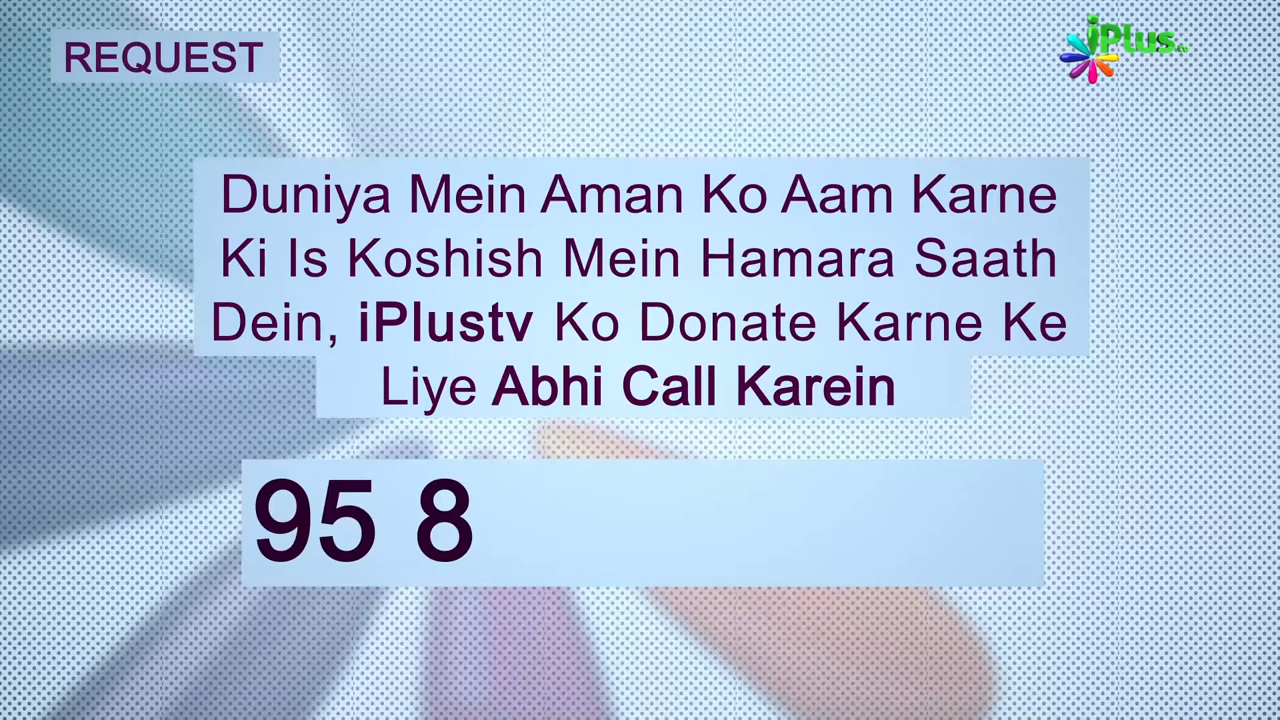 REQUEST
iPlus tv
Duniya Mein Aman Ko Aam Karne
Ki Is Koshish Mein Hamara Saath
Dein, iPlustv Ko Donate Karne Ke
Liye Abhi Call Karein
95 8